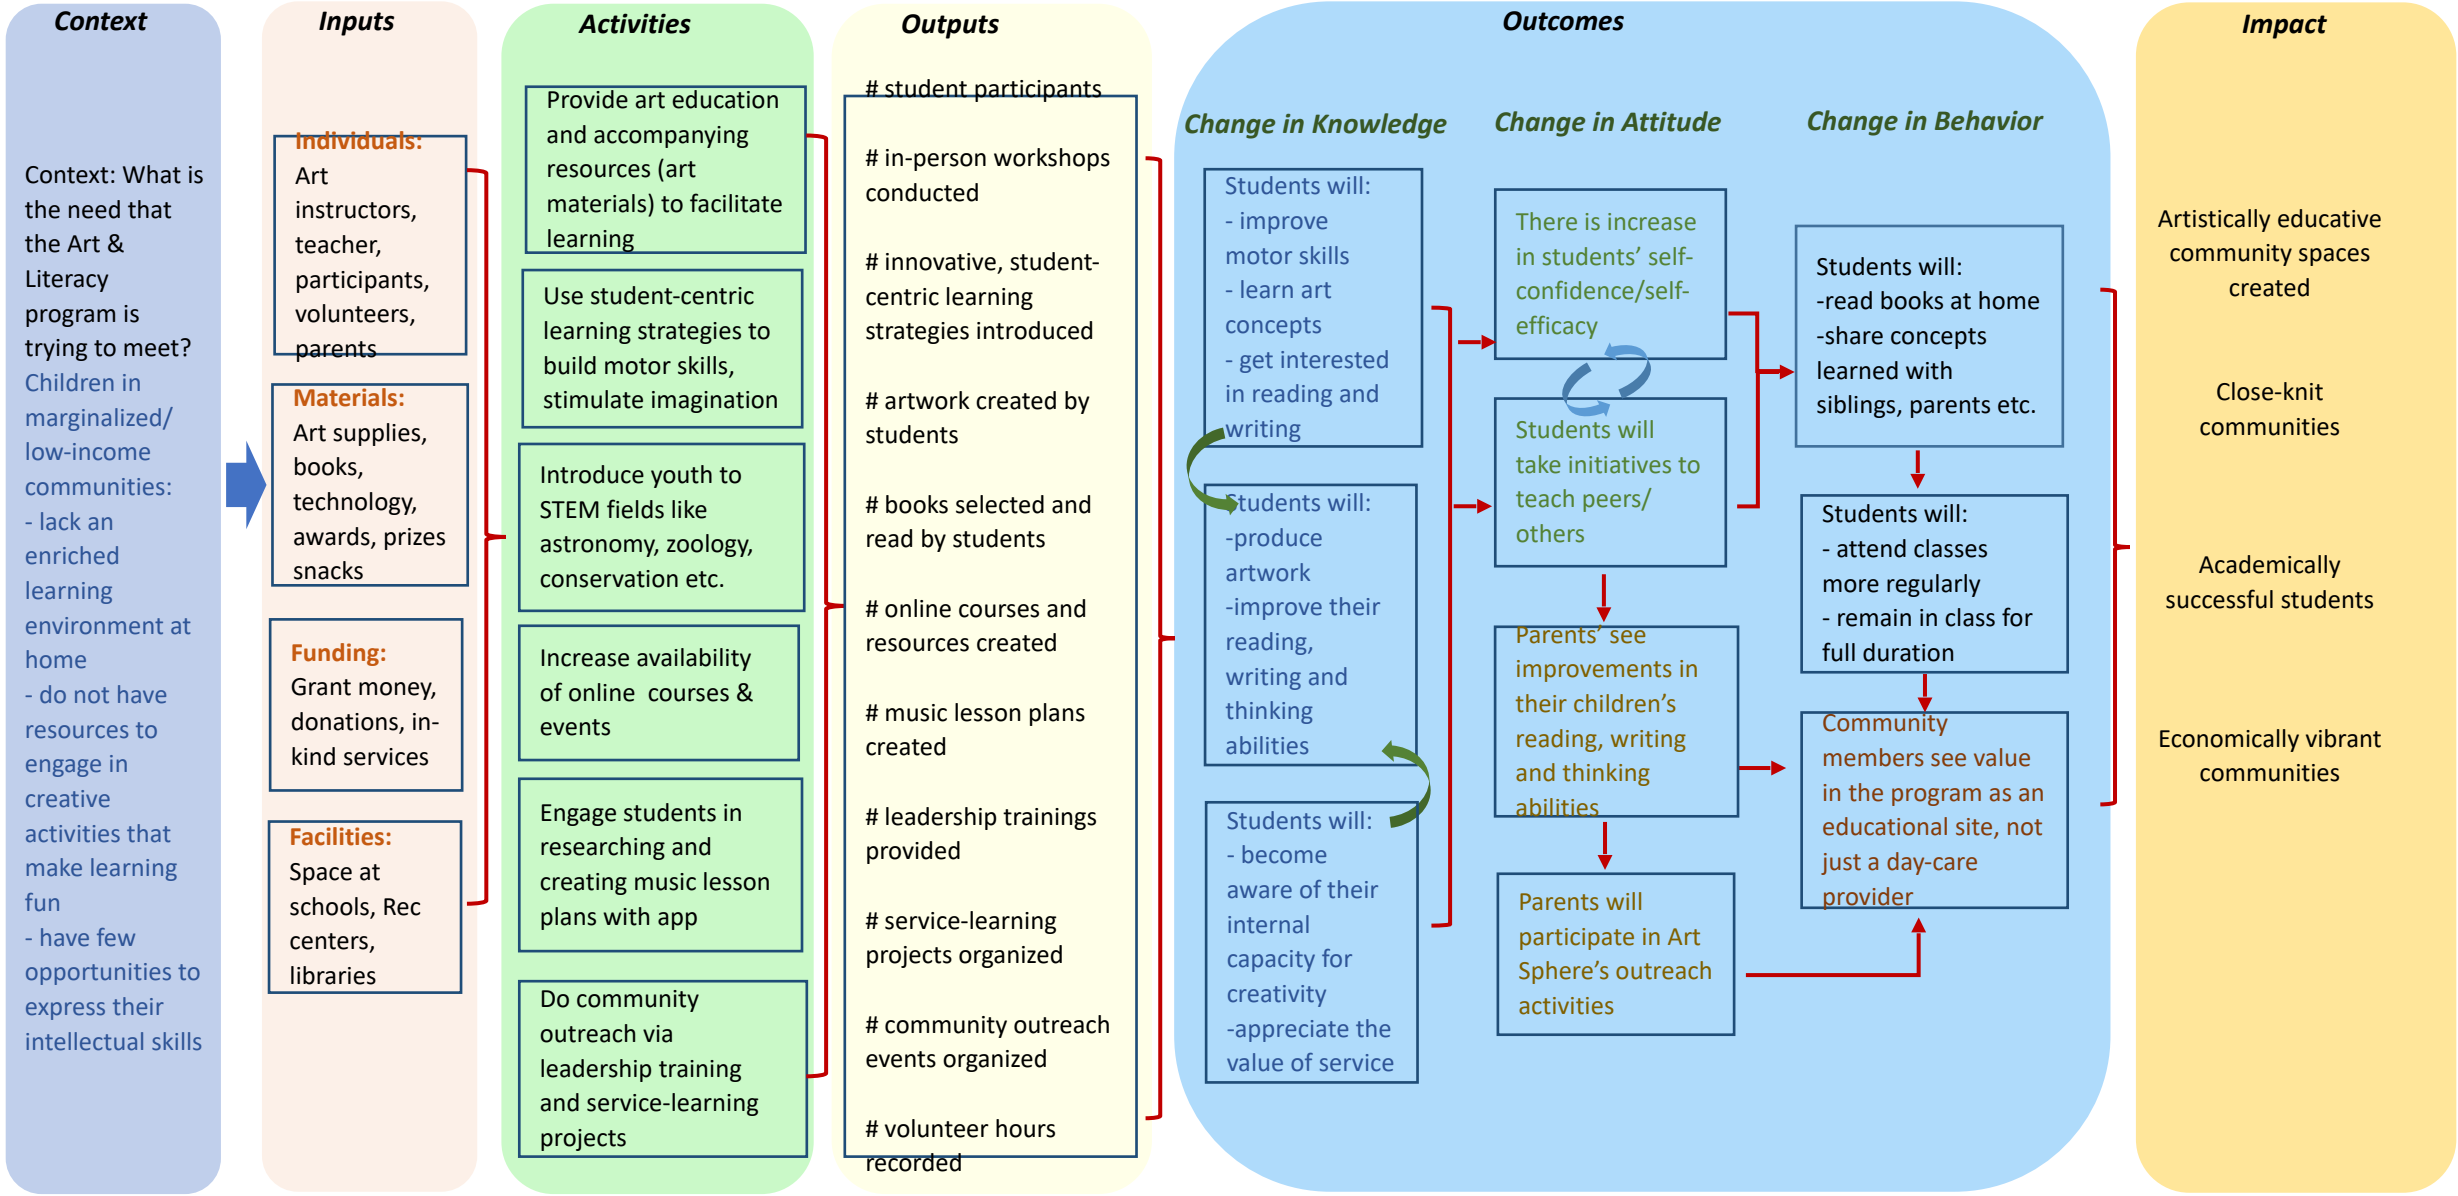 Context
Context: What is
the need that
the Art &
Literacy
program is
trying to meet?
Children in
marginalized/
low-income
communities:
- lack an
enriched
learning
environment at
home
- do not have
resources to
engage in
creative
activities that
make learning
fun
- have few
opportunities to
express their
intellectual skills
Inputs
Individuals:
Art
instructors,
teacher,
participants,
volunteers,
parents
Materials:
Art supplies,
books,
technology,
awards, prizes
snacks
Funding:
Grant money,
donations, in-
kind services
Facilities:
Space at
schools, Rec
centers,
libraries
Activities
Provide art education
and accompanying
resources (art
materials) to facilitate
learning
Use student-centric
learning strategies to
build motor skills,
stimulate imagination
Introduce youth to
STEM fields like
astronomy, zoology,
conservation etc.
Increase availability
of online courses &
events
Engage students in
researching and
creating music lesson
plans with app
Do community
outreach via
leadership training
and service-learning
projects
Outputs
# student participants
# in-person workshops
conducted
# innovative, student-
centric learning
strategies introduced
# artwork created by
students
# books selected and
read by students
# online courses and
resources created
# music lesson plans
created
# leadership trainings
provided
# service-learning
projects organized
# community outreach
events organized
# volunteer hours
recorded
Outcomes
Change in Knowledge
Students will:
- improve
motor skills
- learn art
concepts
- get interested
in reading and
writing
Students will:
-produce
artwork
-improve their
reading,
writing and
thinking
abilities
Students will:
- become
aware of their
internal
capacity for
creativity
-appreciate the
value of service
Change in Attitude
There is increase
in students’ self-
confidence/self-
efficacy
Students will
take initiatives to
teach peers/
others
Parents’ see
improvements in
their children’s
reading, writing
and thinking
abilities
Parents will
participate in Art
Sphere’s outreach
activities
Change in Behavior
Students will:
-read books at home
-share concepts
learned with
siblings, parents etc.
Students will:
- attend classes
more regularly
- remain in class for
full duration
Community
members see value
in the program as an
educational site, not
just a day-care
provider
Impact
Artistically educative
community spaces
created
Close-knit
communities
Academically
successful students
Economically vibrant
communities